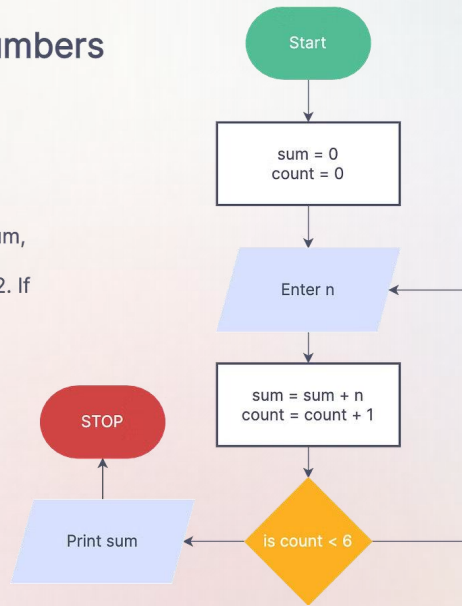 umbers
um,
2. If
Start
sum = 0
count = 0
Enter n
sum = sum + n
count = count + 1
is count < 6
Print sum
STOP